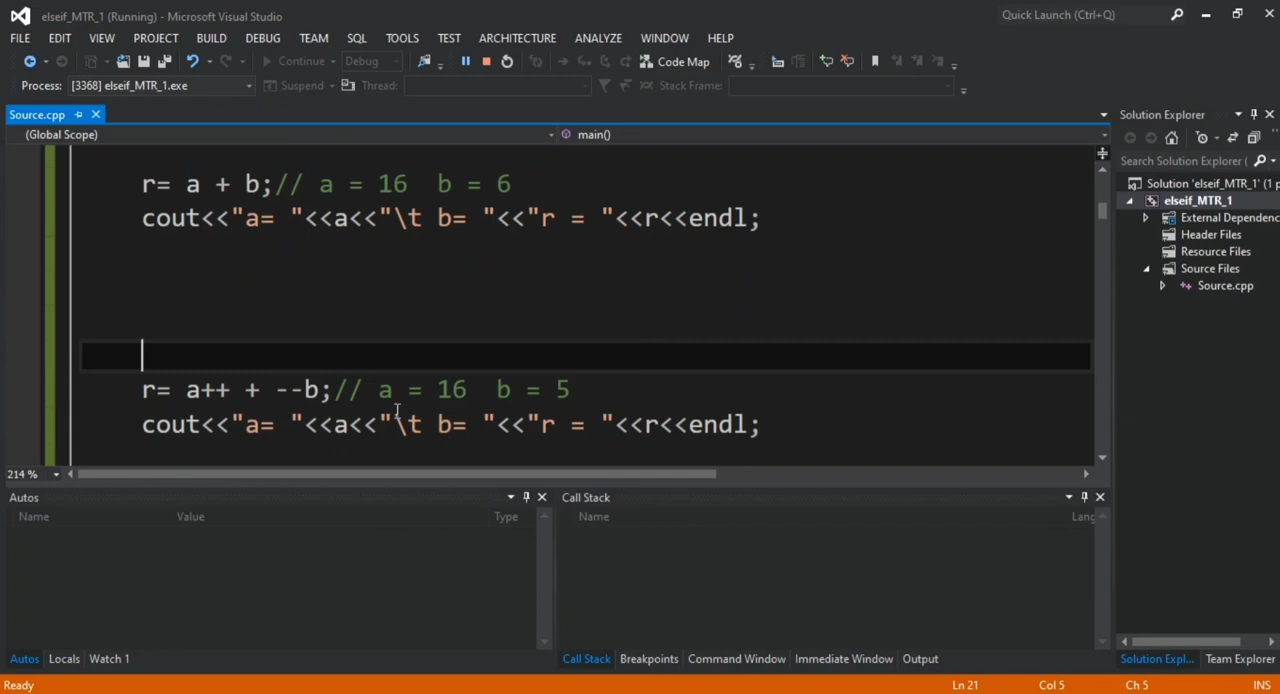 elseif_MTR_1 (Running) - Microsoft Visual Studio
Quick Launch (Ctrl+Q)
FILE EDIT VIEW PROJECT BUILD DEBUG TEAM SQL TOOLS TEST ARCHITECTURE ANALYZE WINDOW HELP
Continue Debug Code Map
Process: [3368] elseif_MTR_1.exe Suspend Thread: Stack Frame:
Source.cpp
(Global Scope) main()
r= a + b;// a = 16  b = 6
cout<<"a= "<<a<<"\t b= "<<"r = "<<r<<endl;
r= a++ + --b;// a = 16  b = 5
cout<<"a= "<<a<<"\t b= "<<"r = "<<r<<endl;
214 %
Solution Explorer
Search Solution Explorer (
Solution 'elseif_MTR_1' (1 p
elseif_MTR_1
External Dependenc
Header Files
Resource Files
Source Files
Source.cpp
Autos
Name Value Type
Call Stack
Name Lang
Autos Locals Watch 1
Call Stack Breakpoints Command Window Immediate Window Output
Solution Expl... Team Explorer
Ready Ln 21 Col 5 Ch 5 INS